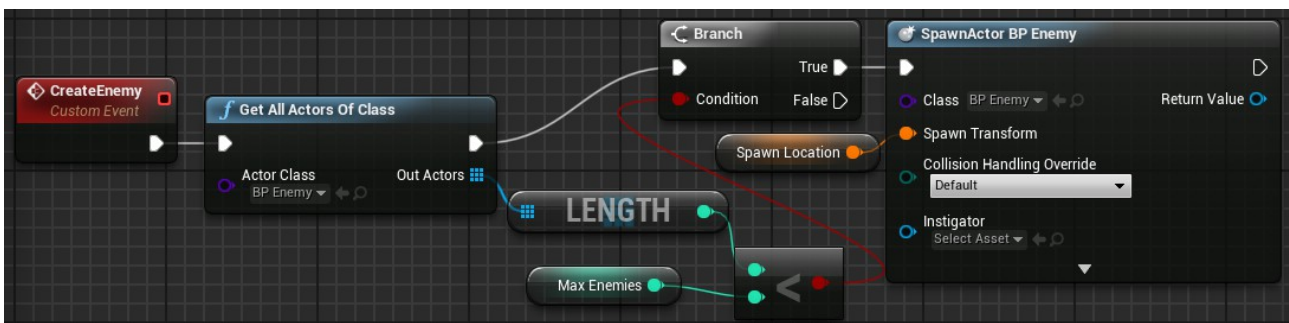 CreateEnemy
Custom Event
f Get All Actors Of Class
Actor Class
BP Enemy
Out Actors
LENGTH
Max Enemies
<
Branch
True
Condition
False
Spawn Location
SpawnActor BP Enemy
Class BP Enemy
Return Value
Spawn Transform
Collision Handling Override
Default
Instigator
Select Asset